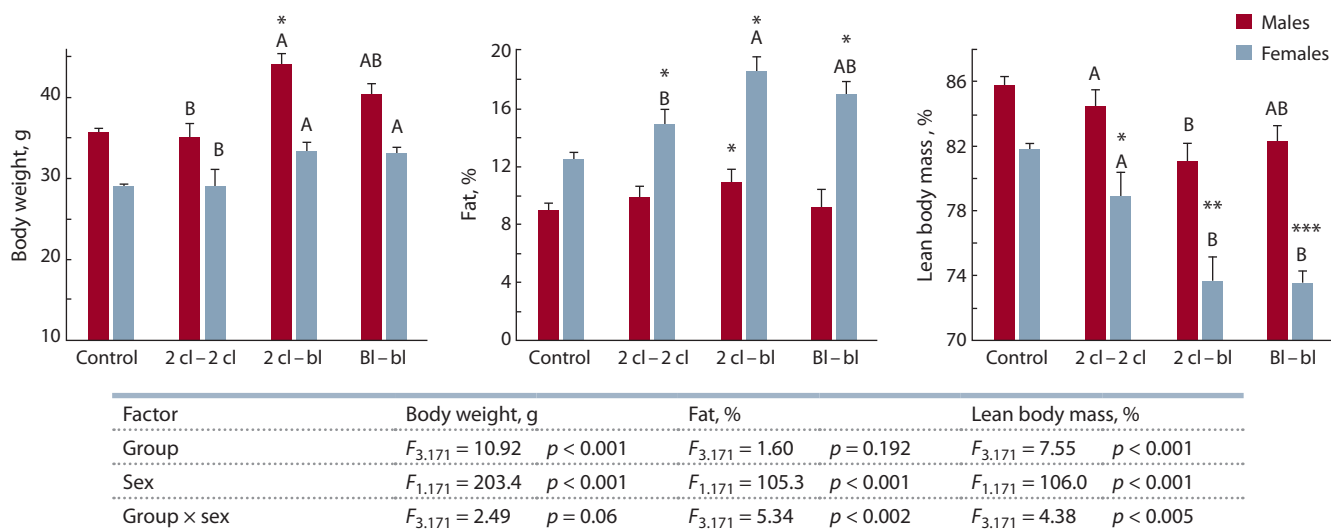 Males
Females
Body weight, g
40
30
20
10
B
B
*
A
A
AB
A
Control
2 cl – 2 cl
2 cl – bl
Bl – bl
Fat, %
20
16
12
8
4
0
*
B
*
*
A
*
AB
Control
2 cl – 2 cl
2 cl – bl
Bl – bl
Lean body mass , %
86
82
78
74
70
A
*
A
B
**
B
AB
***
B
Control
2 cl – 2 cl
2 cl – bl
Bl – bl
Factor Body weight, g Fat, % Lean body mass, %
Group F3.171 = 10.92 p < 0.001 F3.171 = 1.60 p = 0.192 F3.171 = 7.55 p < 0.001
Sex F1.171 = 203.4 p < 0.001 F1.171 = 105.3 p < 0.001 F1.171 = 106.0 p < 0.001
Group × sex F3.171 = 2.49 p = 0.06 F3.171 = 5.34 p < 0.002 F3.171 = 4.38 p < 0.005